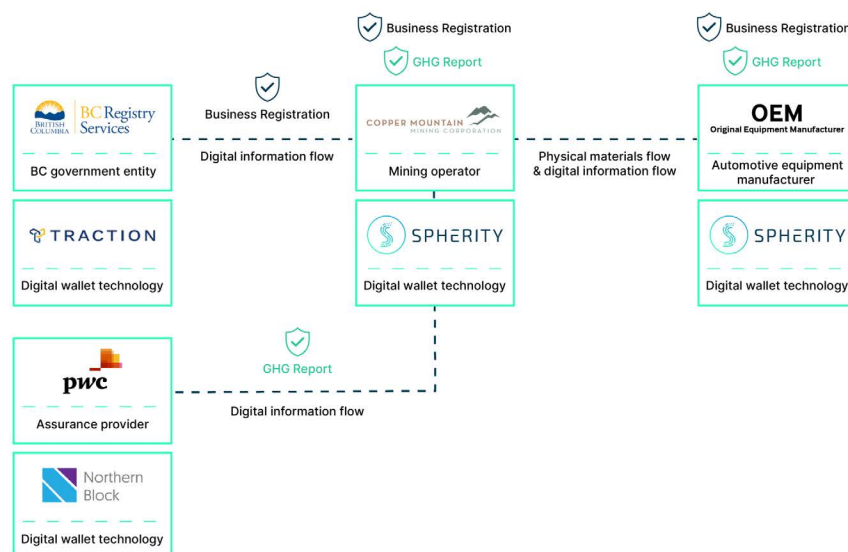 Business Registration
GHG Report
Business Registration
GHG Report
BRITISH
COLUMBIA
BC Registry
Services
BC government entity
Business Registration
Digital information flow
COPPER MOUNTAIN
MINING CORPORATION
Mining operator
Physical materials flow
& digital information flow
OEM
Original Equipment Manufacturer
Automotive equipment
manufacturer
TRACTION
Digital wallet technology
SPHERITY
Digital wallet technology
SPHERITY
Digital wallet technology
pwc
Assurance provider
GHG Report
Digital information flow
Northern
Block
Digital wallet technology